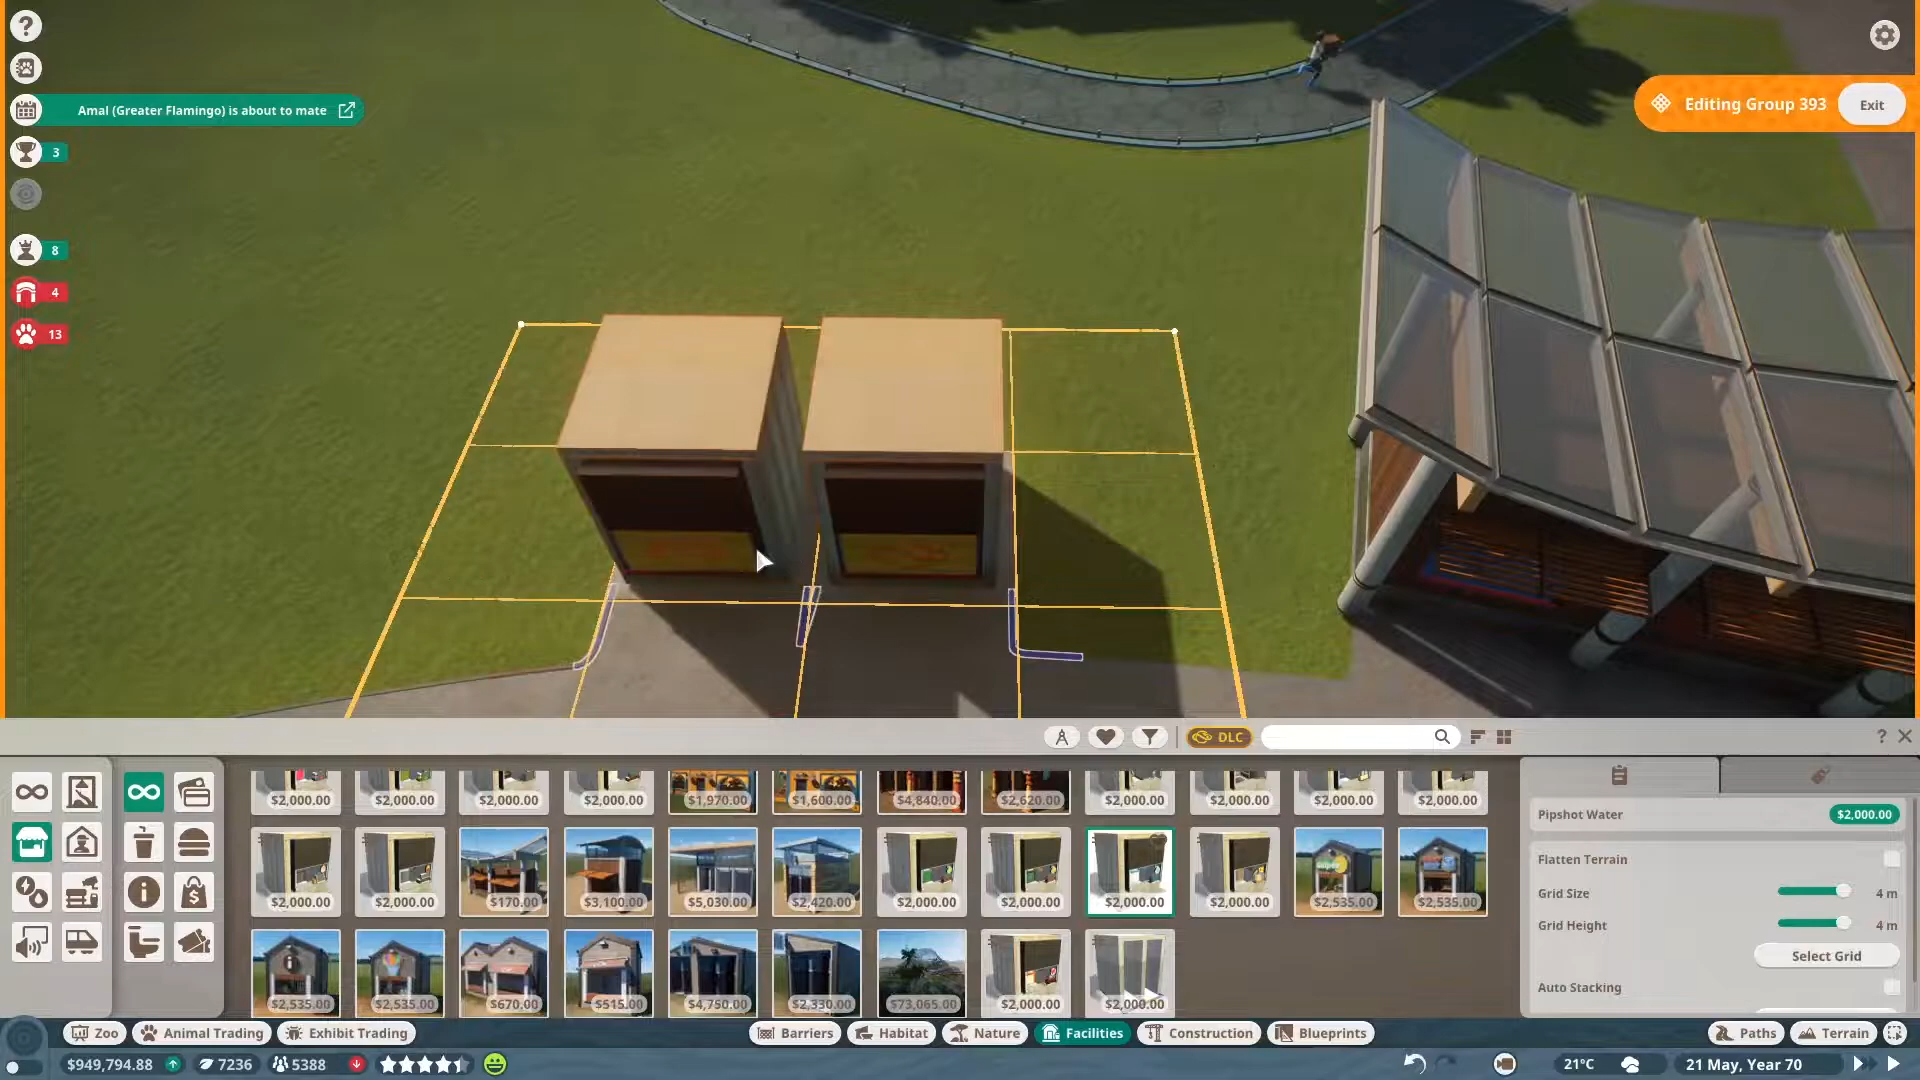 ?
Amal (Greater Flamingo) is about to mate
Editing Group 393
Exit
3
8
4
13
DLC
?
$2,000.00 $2,000.00 $2,000.00 $2,000.00 $1,970.00 $1,600.00 $4,840.00 $2,620.00 $2,000.00 $2,000.00 $2,000.00 $2,000.00
$2,000.00 $2,000.00 $170.00 $3,100.00 $5,030.00 $2,420.00 $2,000.00 $2,000.00 $2,000.00 $2,000.00 $2,535.00 $2,535.00
$2,535.00 $2,535.00 $670.00 $515.00 $4,750.00 $2,330.00 $73,065.00 $2,000.00 $2,000.00
Pipshot Water
$2,000.00
Flatten Terrain
Grid Size
4 m
Grid Height
4 m
Select Grid
Auto Stacking
Zoo
Animal Trading
Exhibit Trading
Barriers
Habitat
Nature
Facilities
Construction
Blueprints
Paths
Terrain
$949,794.88
7236
5388
21°C
21 May, Year 70